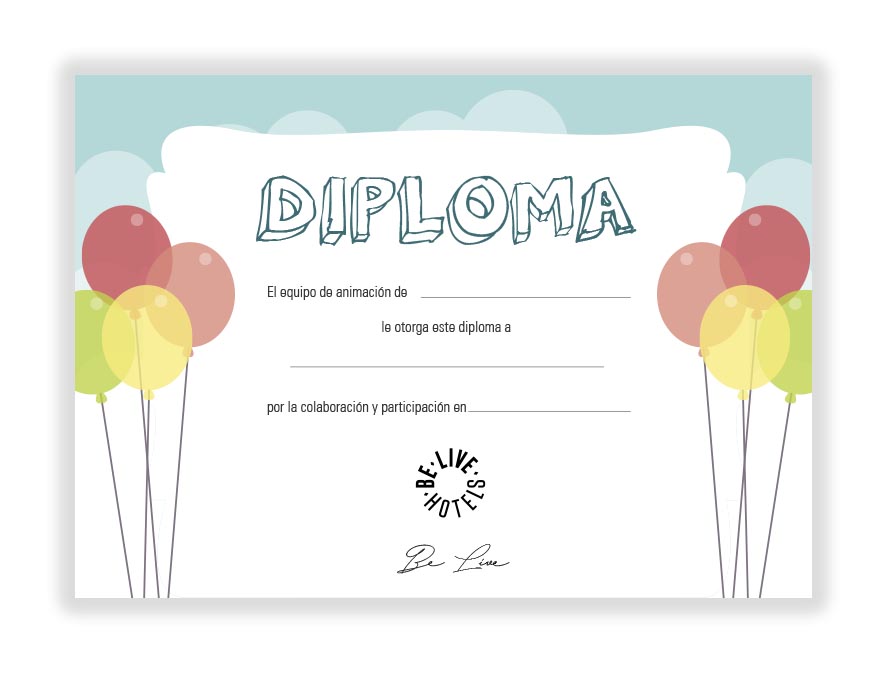 DIPLOMA
El equipo de animación de
le otorga este diploma a
por la colaboración y participación en
BE·LIVE·HOTELS·
Be Live